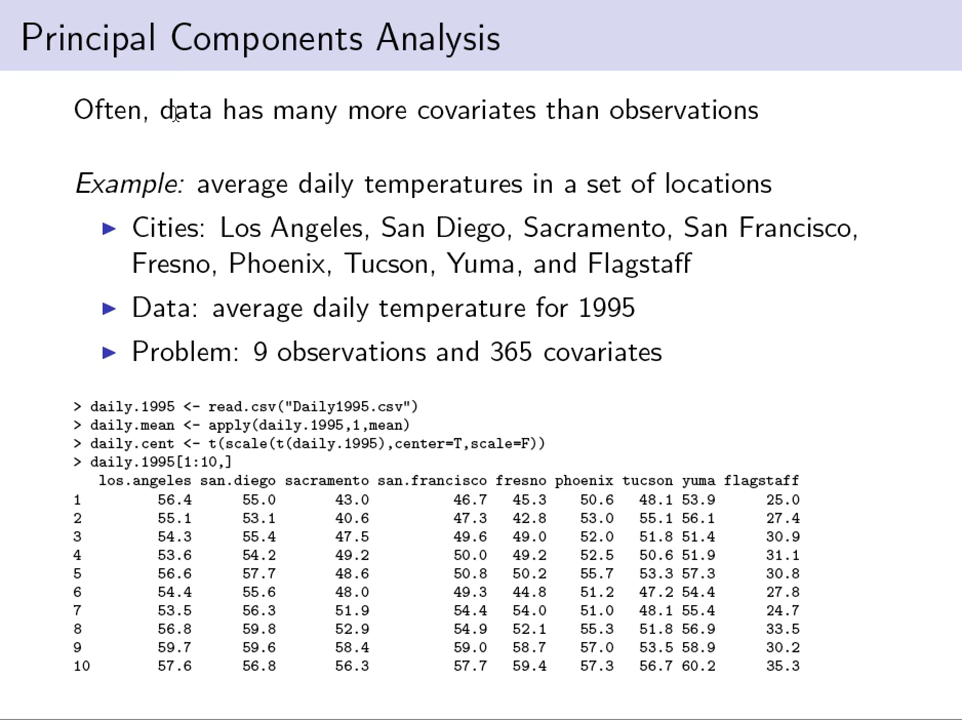 Principal Components Analysis
Often, data has many more covariates than observations
Example: average daily temperatures in a set of locations
▶ Cities: Los Angeles, San Diego, Sacramento, San Francisco,
Fresno, Phoenix, Tucson, Yuma, and Flagstaff
▶ Data: average daily temperature for 1995
▶ Problem: 9 observations and 365 covariates
> daily.1995 <- read.csv("Daily1995.csv")
> daily.mean <- apply(daily.1995,1,mean)
> daily.cent <- t(scale(t(daily.1995),center=T,scale=F))
> daily.1995[1:10,]
los.angeles san.diego sacramento san.francisco fresno phoenix tucson yuma flagstaff
1 56.4 55.0 43.0 46.7 45.3 50.6 48.1 53.9 25.0
2 55.1 53.1 40.6 47.3 42.8 53.0 55.1 56.1 27.4
3 54.3 55.4 47.5 49.6 49.0 52.0 51.8 51.4 30.9
4 53.6 54.2 49.2 50.0 49.2 52.5 50.6 51.9 31.1
5 56.6 57.7 48.6 50.8 50.2 55.7 53.3 57.3 30.8
6 54.4 55.6 48.0 49.3 44.8 51.2 47.2 54.4 27.8
7 53.5 56.3 51.9 54.4 54.0 51.0 48.1 55.4 24.7
8 56.8 59.8 52.9 54.9 52.1 55.3 51.8 56.9 33.5
9 59.7 59.6 58.4 59.0 58.7 57.0 53.5 58.9 30.2
10 57.6 56.8 56.3 57.7 59.4 57.3 56.7 60.2 35.3